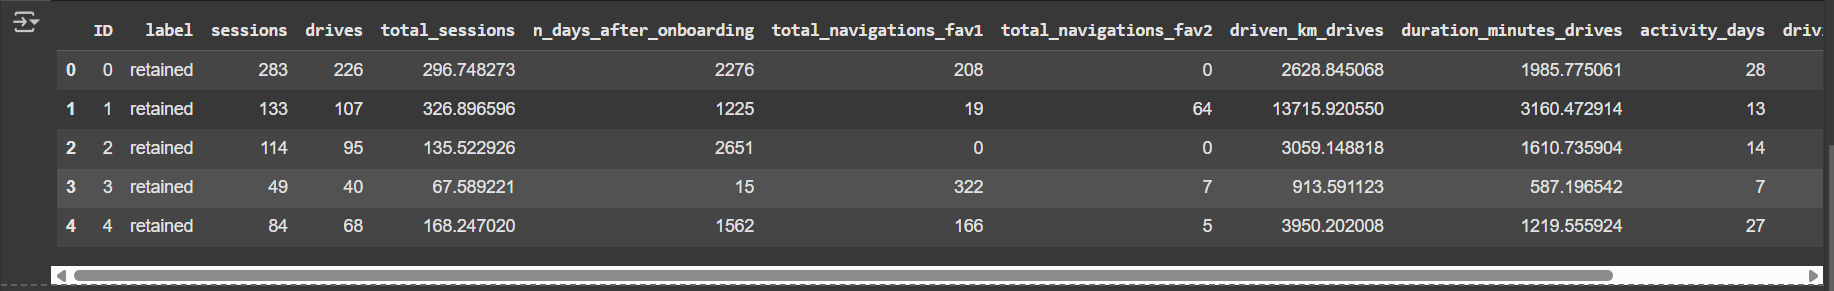 ID label sessions drives total_sessions n_days_after_onboarding total_navigations_fav1 total_navigations_fav2 driven_km_drives duration_minutes_drives activity_days
0 0 retained 283 226 296.748273 2276 208 0 2628.845068 1985.775061 28
1 1 retained 133 107 326.896596 1225 19 64 13715.920550 3160.472914 13
2 2 retained 114 95 135.522926 2651 0 0 3059.148818 1610.735904 14
3 3 retained 49 40 67.589221 15 322 7 913.591123 587.196542 7
4 4 retained 84 68 168.247020 1562 166 5 3950.202008 1219.555924 27